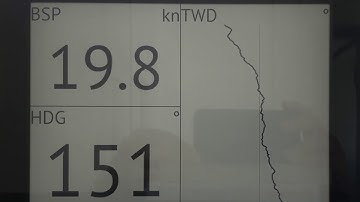 BSP kn
19.8
HDG °
151
TWD °